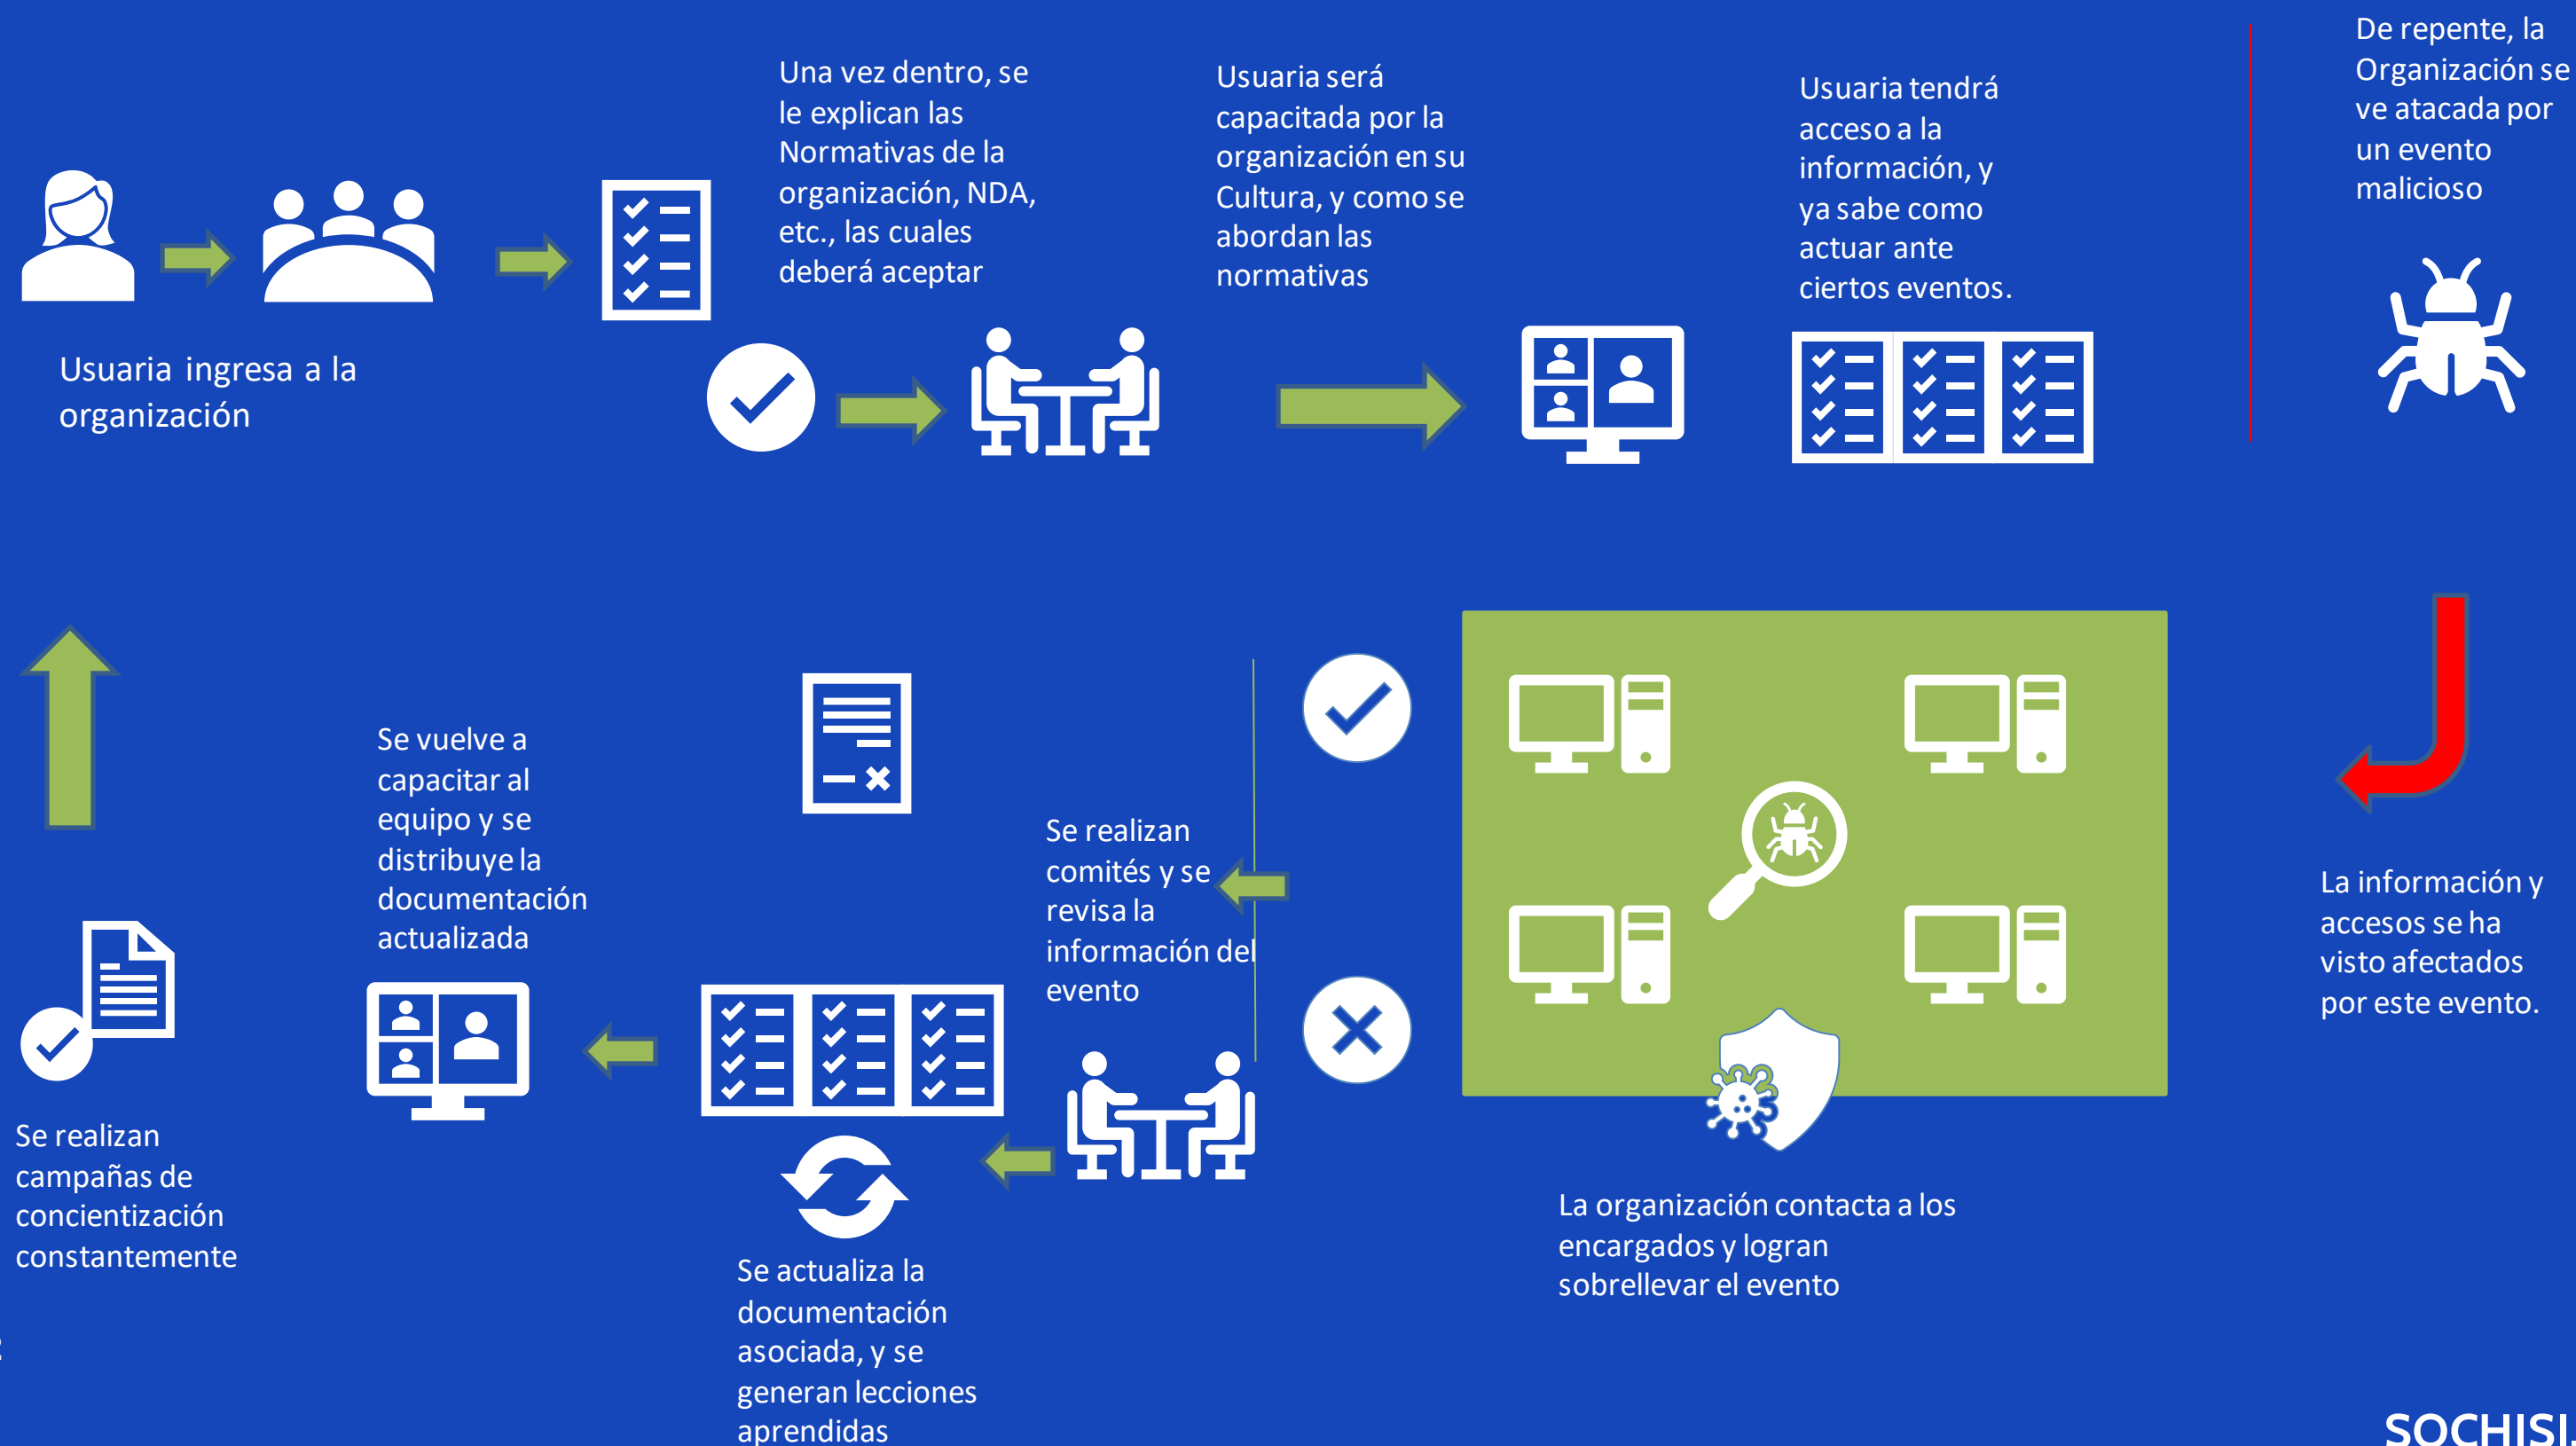 Usuaria ingresa a la
organización
Una vez dentro, se
le explican las
Normativas de la
organización, NDA,
etc., las cuales
deberá aceptar
Usuaria será
capacitada por la
organización en su
Cultura, y como se
abordan las
normativas
Usuaria tendrá
acceso a la
información, y
ya sabe como
actuar ante
ciertos eventos.
De repente, la
Organización se
ve atacada por
un evento
malicioso
La información y
accesos se ha
visto afectados
por este evento.
La organización contacta a los
encargados y logran
sobrellevar el evento
Se realizan
comités y se
revisa la
información del
evento
Se actualiza la
documentación
asociada, y se
generan lecciones
aprendidas
Se vuelve a
capacitar al
equipo y se
distribuye la
documentación
actualizada
Se realizan
campañas de
concientización
constantemente